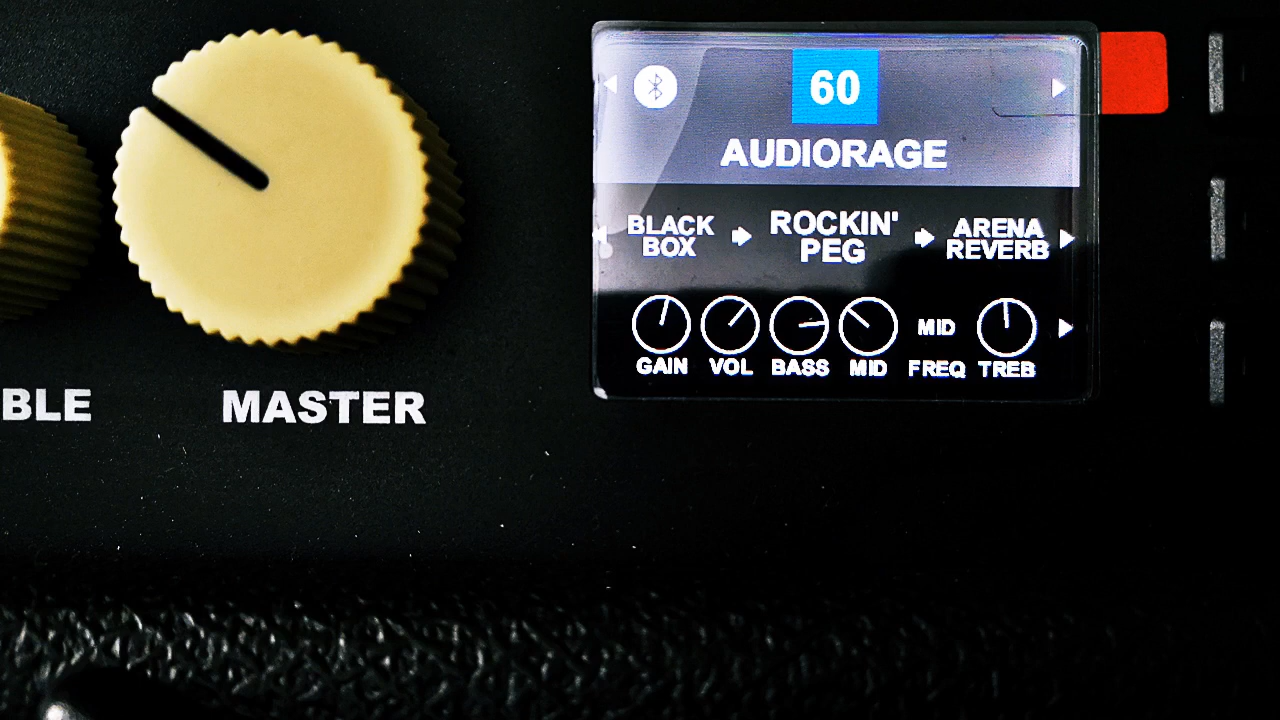 60
AUDIORAGE
BLACK BOX
ROCKIN' PEG
ARENA REVERB
MID
GAIN VOL BASS MID FREQ TREB
BLE
MASTER